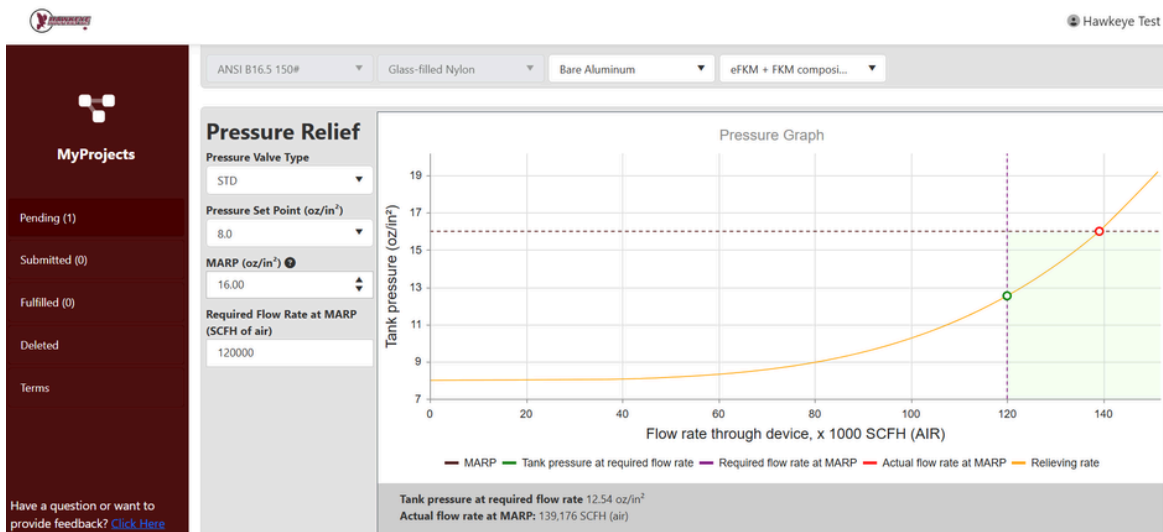 HAWKEYE
Hawkeye Test
MyProjects
Pending (1)
Submitted (0)
Fulfilled (0)
Deleted
Terms
Have a question or want to
provide feedback? Click Here
ANSI B16.5 150#
Glass-filled Nylon
Bare Aluminum
eFKM + FKM composi...
Pressure Relief
Pressure Valve Type
STD
Pressure Set Point (oz/in²)
8.0
MARP (oz/in²) ?
16.00
Required Flow Rate at MARP
(SCFH of air)
120000
Pressure Graph
Tank pressure (oz/in²)
19
17
15
13
11
9
7
0 20 40 60 80 100 120 140
Flow rate through device, x 1000 SCFH (AIR)
MARP Tank pressure at required flow rate Required flow rate at MARP Actual flow rate at MARP Relieving rate
Tank pressure at required flow rate 12.54 oz/in²
Actual flow rate at MARP: 139,176 SCFH (air)